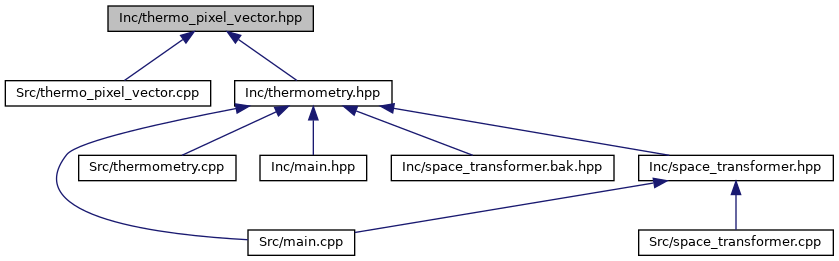 Inc/thermo_pixel_vector.hpp
Src/thermo_pixel_vector.cpp
Inc/thermometry.hpp
Src/thermometry.cpp
Inc/main.hpp
Inc/space_transformer.bak.hpp
Inc/space_transformer.hpp
Src/main.cpp
Src/space_transformer.cpp